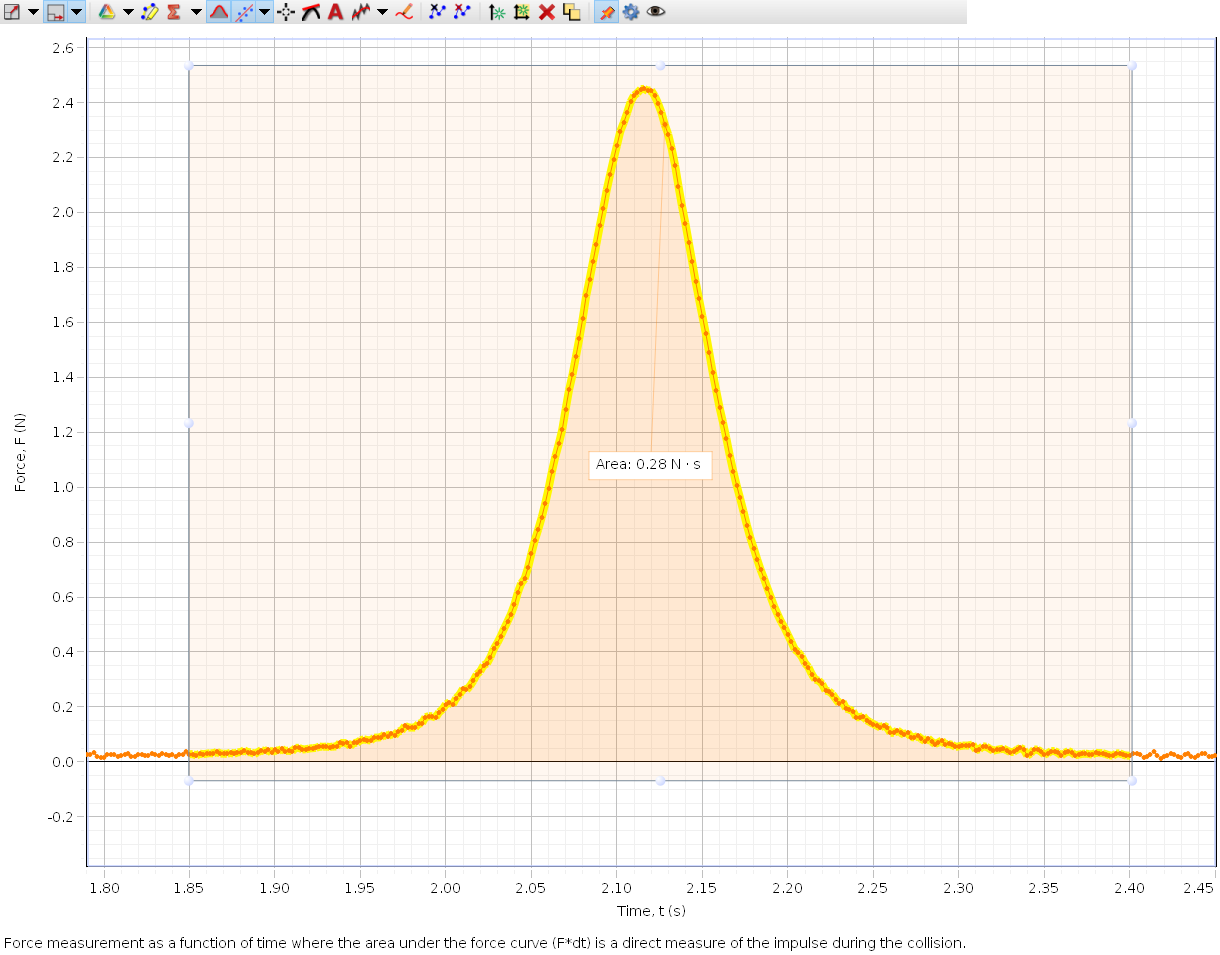 A
2.6
2.4
2.2
2.0
1.8
1.6
1.4
1.2
1.0
0.8
0.6
0.4
0.2
0.0
-0.2
Force, F (N)
Area: 0.28 N · s
1.80 1.85 1.90 1.95 2.00 2.05 2.10 2.15 2.20 2.25 2.30 2.35 2.40 2.45
Time, t (s)
Force measurement as a function of time where the area under the force curve (F*dt) is a direct measure of the impulse during the collision.